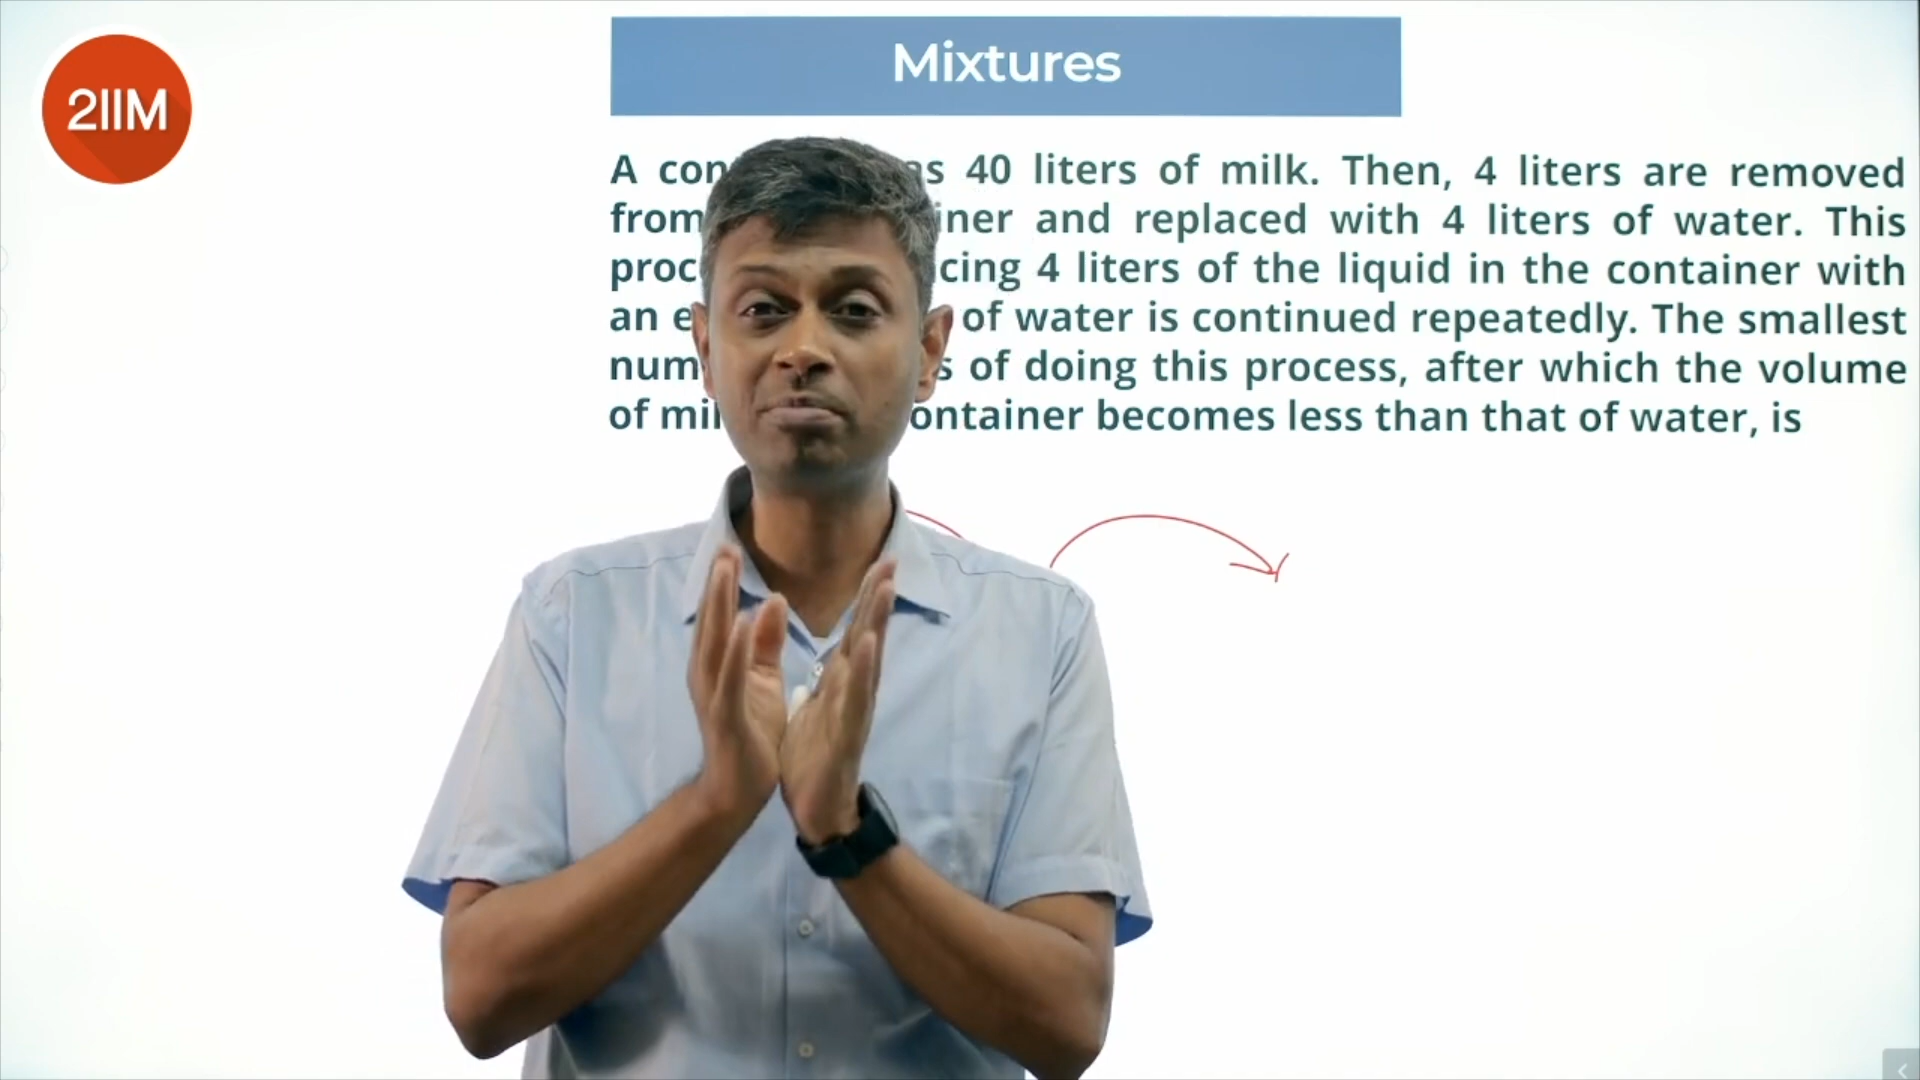 2IIM
Mixtures
A con as 40 liters of milk. Then, 4 liters are removed
from iner and replaced with 4 liters of water. This
proc cing 4 liters of the liquid in the container with
an e of water is continued repeatedly. The smallest
num s of doing this process, after which the volume
of mil ontainer becomes less than that of water, is